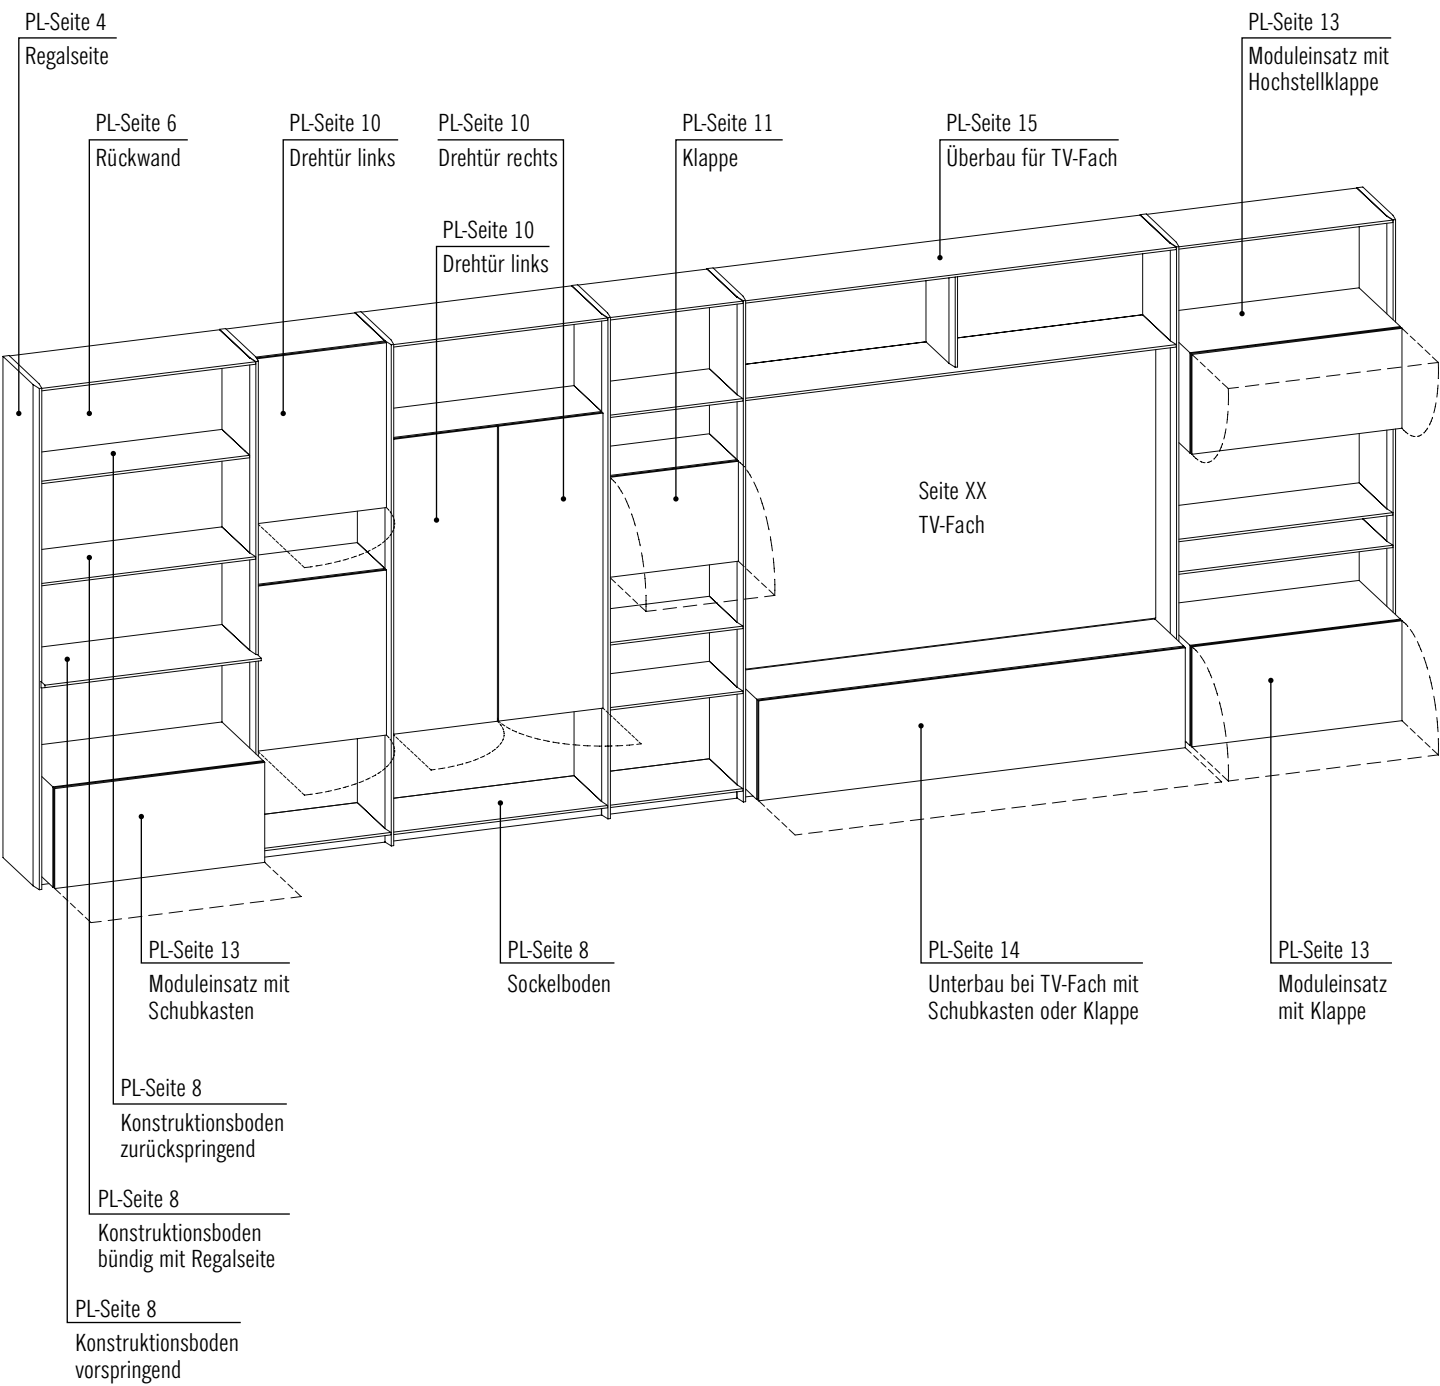 PL-Seite 4
Regalseite
PL-Seite 13
Moduleinsatz mit
Hochstellklappe
PL-Seite 6
Rückwand
PL-Seite 10
Drehtür links
PL-Seite 10
Drehtür rechts
PL-Seite 11
Klappe
PL-Seite 15
Überbau für TV-Fach
PL-Seite 10
Drehtür links
Seite XX
TV-Fach
PL-Seite 13
Moduleinsatz mit
Schubkasten
PL-Seite 8
Sockelboden
PL-Seite 14
Unterbau bei TV-Fach mit
Schubkasten oder Klappe
PL-Seite 13
Moduleinsatz
mit Klappe
PL-Seite 8
Konstruktionsboden
zurückspringend
PL-Seite 8
Konstruktionsboden
bündig mit Regalseite
PL-Seite 8
Konstruktionsboden
vorspringend